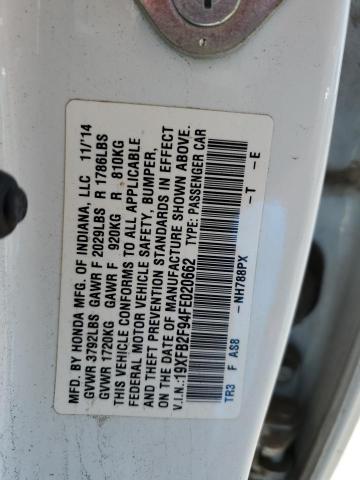 MFD. BY HONDA MFG. OF INDIANA, LLC 11/'14
GVWR 3792LBS GAWR F 2029LBS R 1786LBS
GVWR 1720KG GAWR F 920KG R 810KG
THIS VEHICLE CONFORMS TO ALL APPLICABLE
FEDERAL MOTOR VEHICLE SAFETY, BUMPER,
AND THEFT PREVENTION STANDARDS IN EFFECT
ON THE DATE OF MANUFACTURE SHOWN ABOVE.
V.I.N.:19XFB2F94FE020662 TYPE: PASSENGER CAR
TR3 F AS8 -NH788PX -T -E